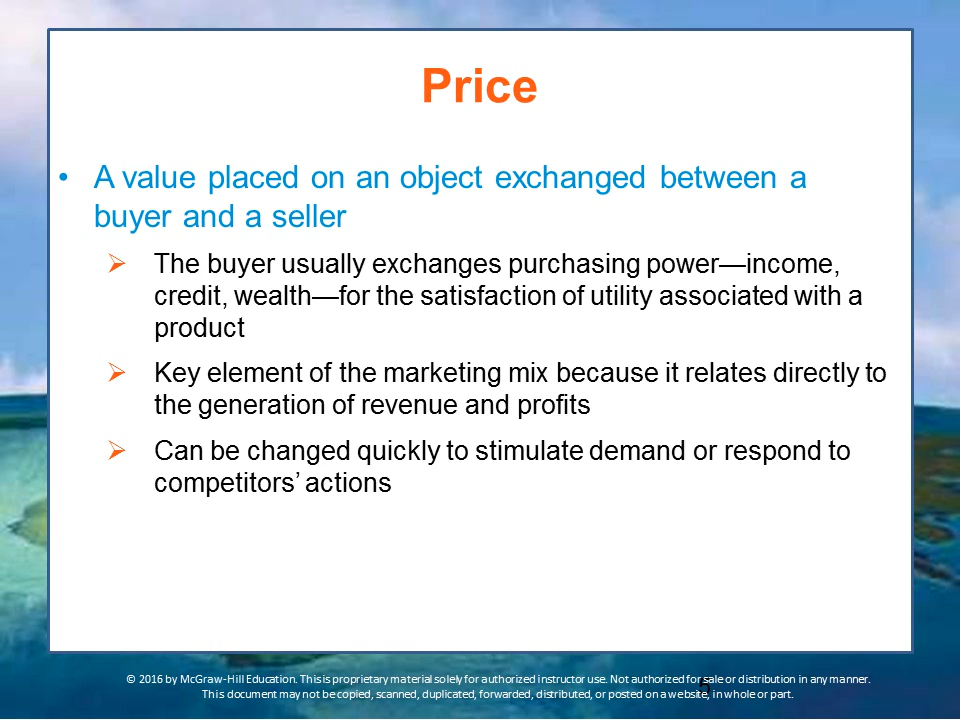 Price
• A value placed on an object exchanged between a
buyer and a seller
➢ The buyer usually exchanges purchasing power—income,
credit, wealth—for the satisfaction of utility associated with a
product
➢ Key element of the marketing mix because it relates directly to
the generation of revenue and profits
➢ Can be changed quickly to stimulate demand or respond to
competitors’ actions
© 2016 by McGraw-Hill Education. This is proprietary material solely for authorized instructor use. Not authorized for sale or distribution in any manner.
This document may not be copied, scanned, duplicated, forwarded, distributed, or posted on a website, in whole or part.
5